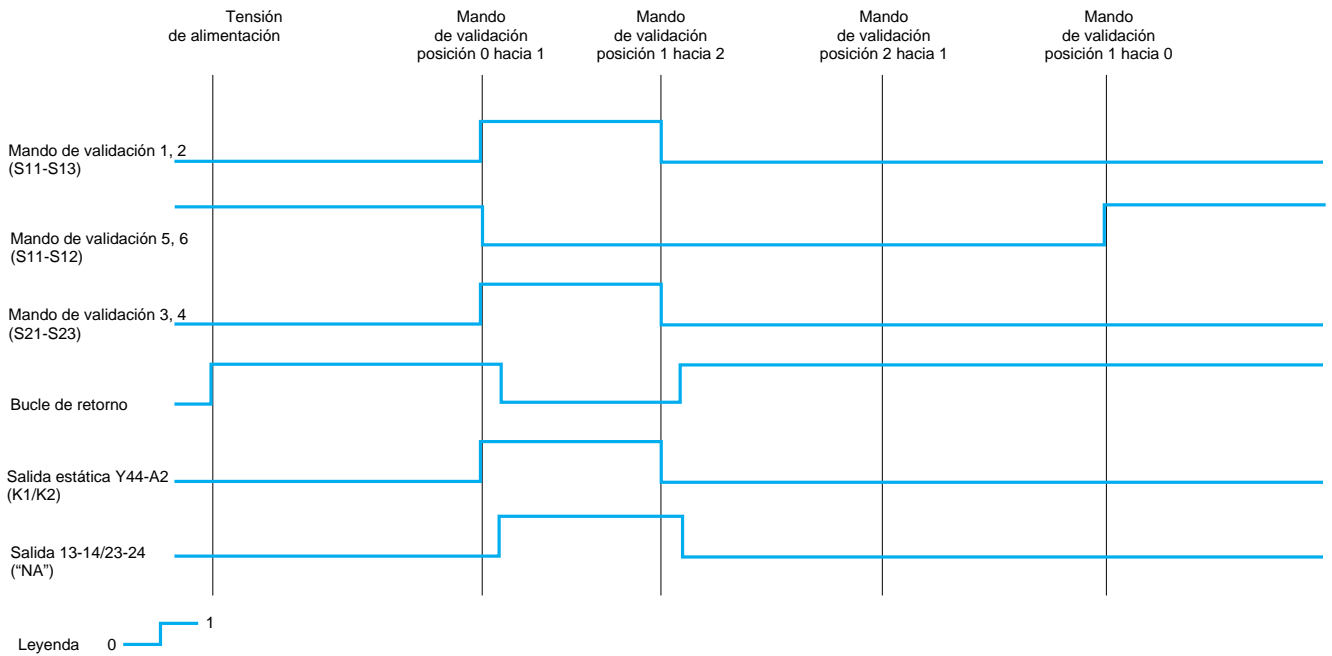 Tensión
de alimentación
Mando
de validación
posición 0 hacia 1
Mando
de validación
posición 1 hacia 2
Mando
de validación
posición 2 hacia 1
Mando
de validación
posición 1 hacia 0
Mando de validación 1, 2
(S11-S13)
Mando de validación 5, 6
(S11-S12)
Mando de validación 3, 4
(S21-S23)
Bucle de retorno
Salida estática Y44-A2
(K1/K2)
Salida 13-14/23-24
(“NA”)
Leyenda 0 1